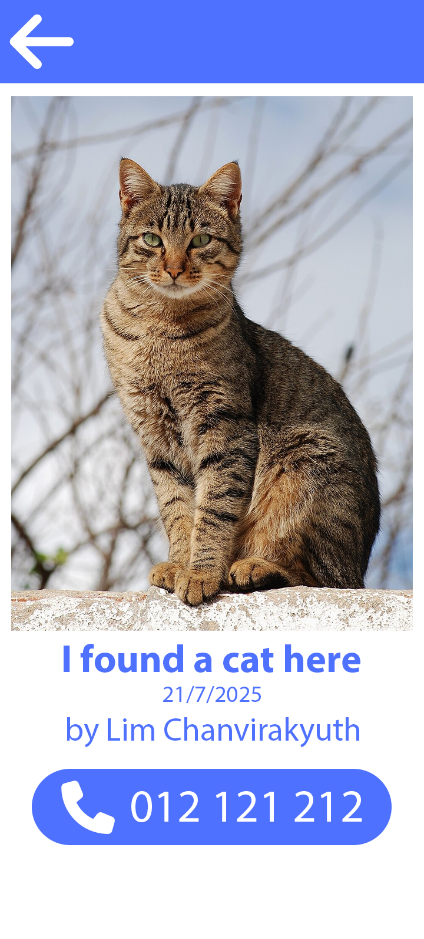 I found a cat here
21/7/2025
by Lim Chanvirakyuth
012 121 212